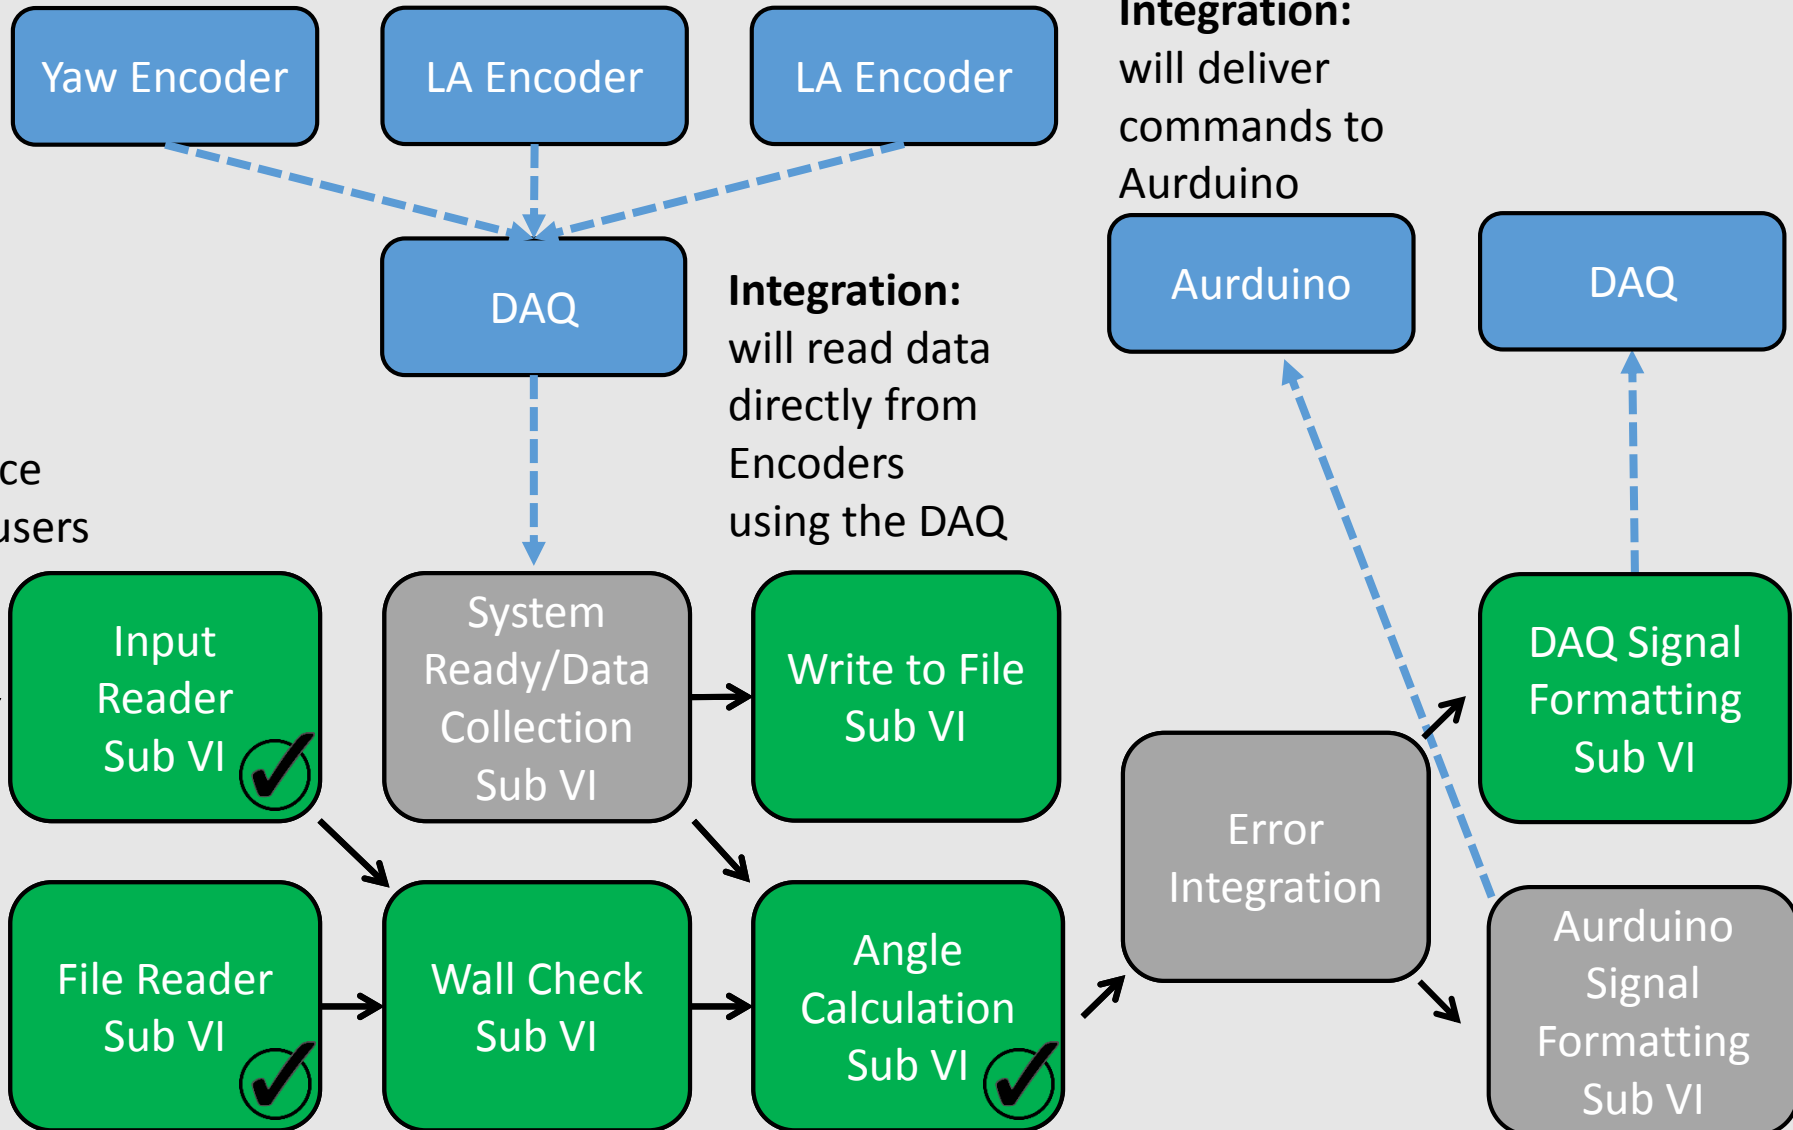 Yaw Encoder
LA Encoder
LA Encoder
Integration:
will deliver
commands to
Aurduino
DAQ
Integration:
will read data
directly from
Encoders
using the DAQ
Aurduino
DAQ
ce
users
Input
Reader
Sub VI
System
Ready/Data
Collection
Sub VI
Write to File
Sub VI
DAQ Signal
Formatting
Sub VI
File Reader
Sub VI
Wall Check
Sub VI
Angle
Calculation
Sub VI
Error
Integration
Aurduino
Signal
Formatting
Sub VI